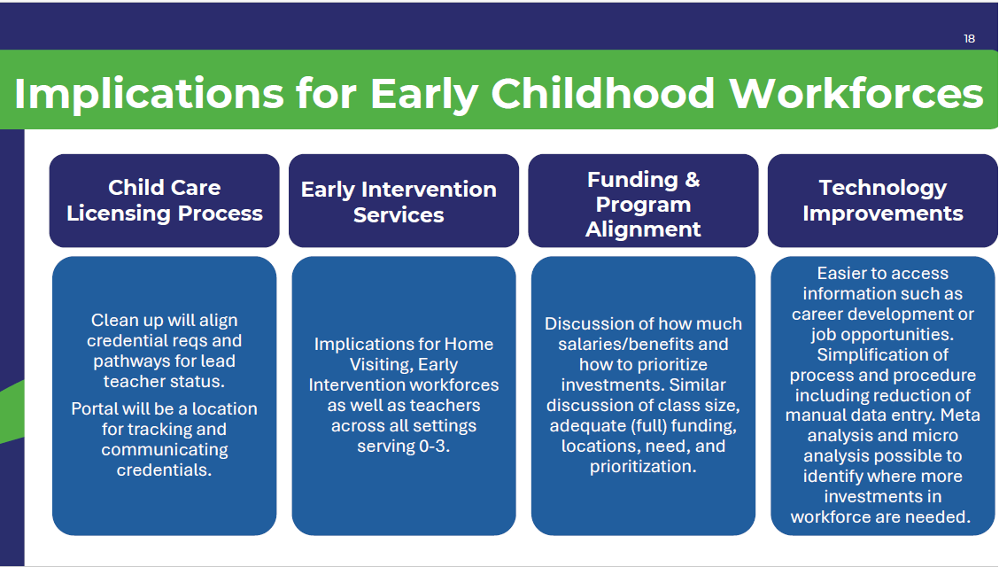 18
Implications for Early Childhood Workforces
Child Care
Licensing Process
Clean up will align
credential reqs and
pathways for lead
teacher status.
Portal will be a location
for tracking and
communicating
credentials.
Early Intervention
Services
Implications for Home
Visiting, Early
Intervention workforces
as well as teachers
across all settings
serving 0-3.
Funding &
Program
Alignment
Discussion of how much
salaries/benefits and
how to prioritize
investments. Similar
discussion of class size,
adequate (full) funding,
locations, need, and
prioritization.
Technology
Improvements
Easier to access
information such as
career development or
job opportunities.
Simplification of
process and procedure
including reduction of
manual data entry. Meta
analysis and micro
analysis possible to
identify where more
investments in
workforce are needed.